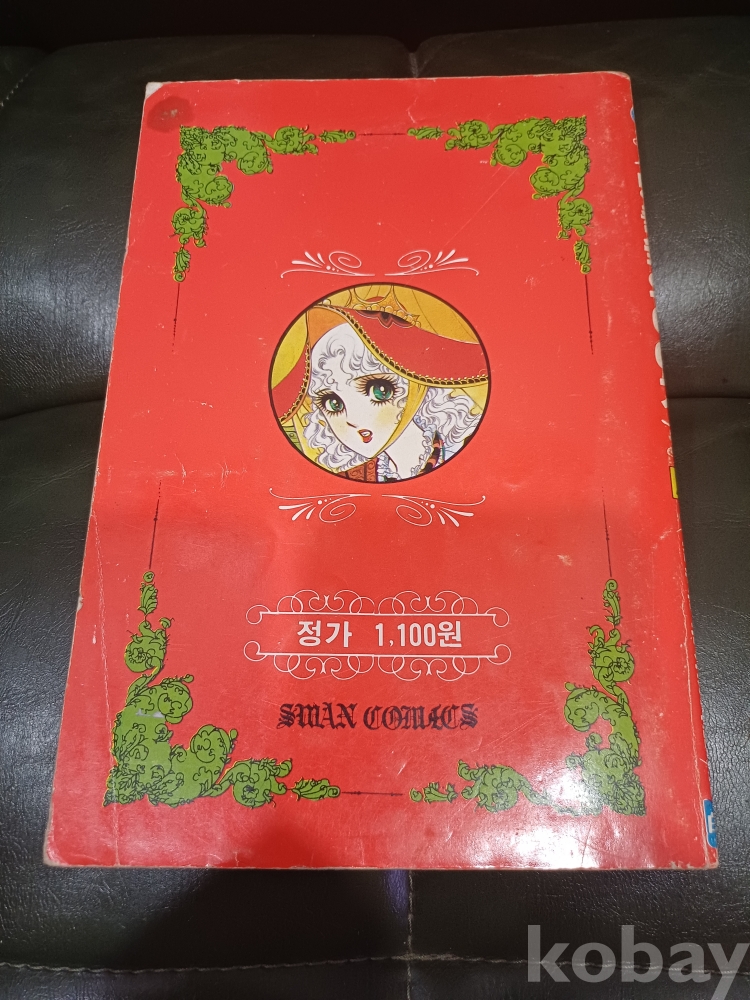 정가 1,100원
SWAN COMICS
kobay